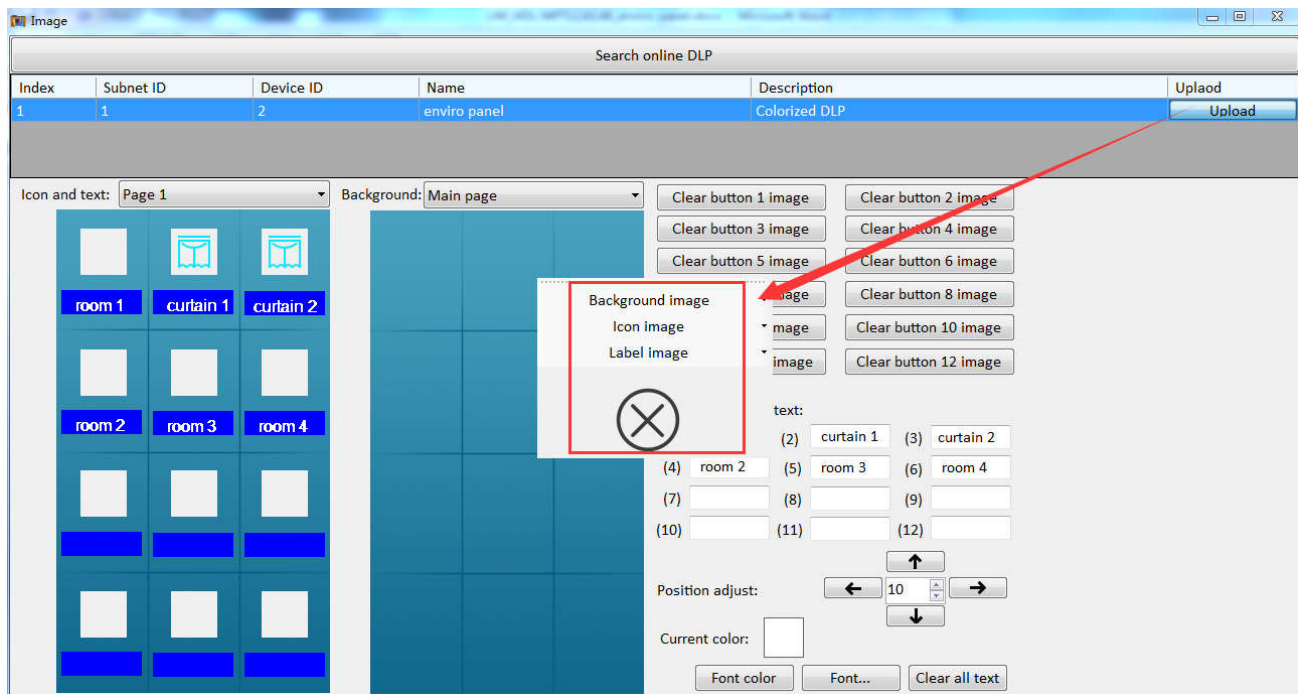 Image
Search online DLP
Index Subnet ID Device ID Name Description Uplaod
1 1 2 enviro panel Colorized DLP Upload
Icon and text: Page 1 Background: Main page
Clear button 1 image Clear button 2 image
Clear button 3 image Clear button 4 image
Clear button 5 image Clear button 6 image
image Clear button 8 image
image Clear button 10 image
image Clear button 12 image
room 1 curtain 1 curtain 2
room 2 room 3 room 4
Background image
Icon image
Label image
text:
(2) curtain 1 (3) curtain 2
(4) room 2 (5) room 3 (6) room 4
(7) (8) (9)
(10) (11) (12)
Position adjust: 10
Current color:
Font color Font... Clear all text